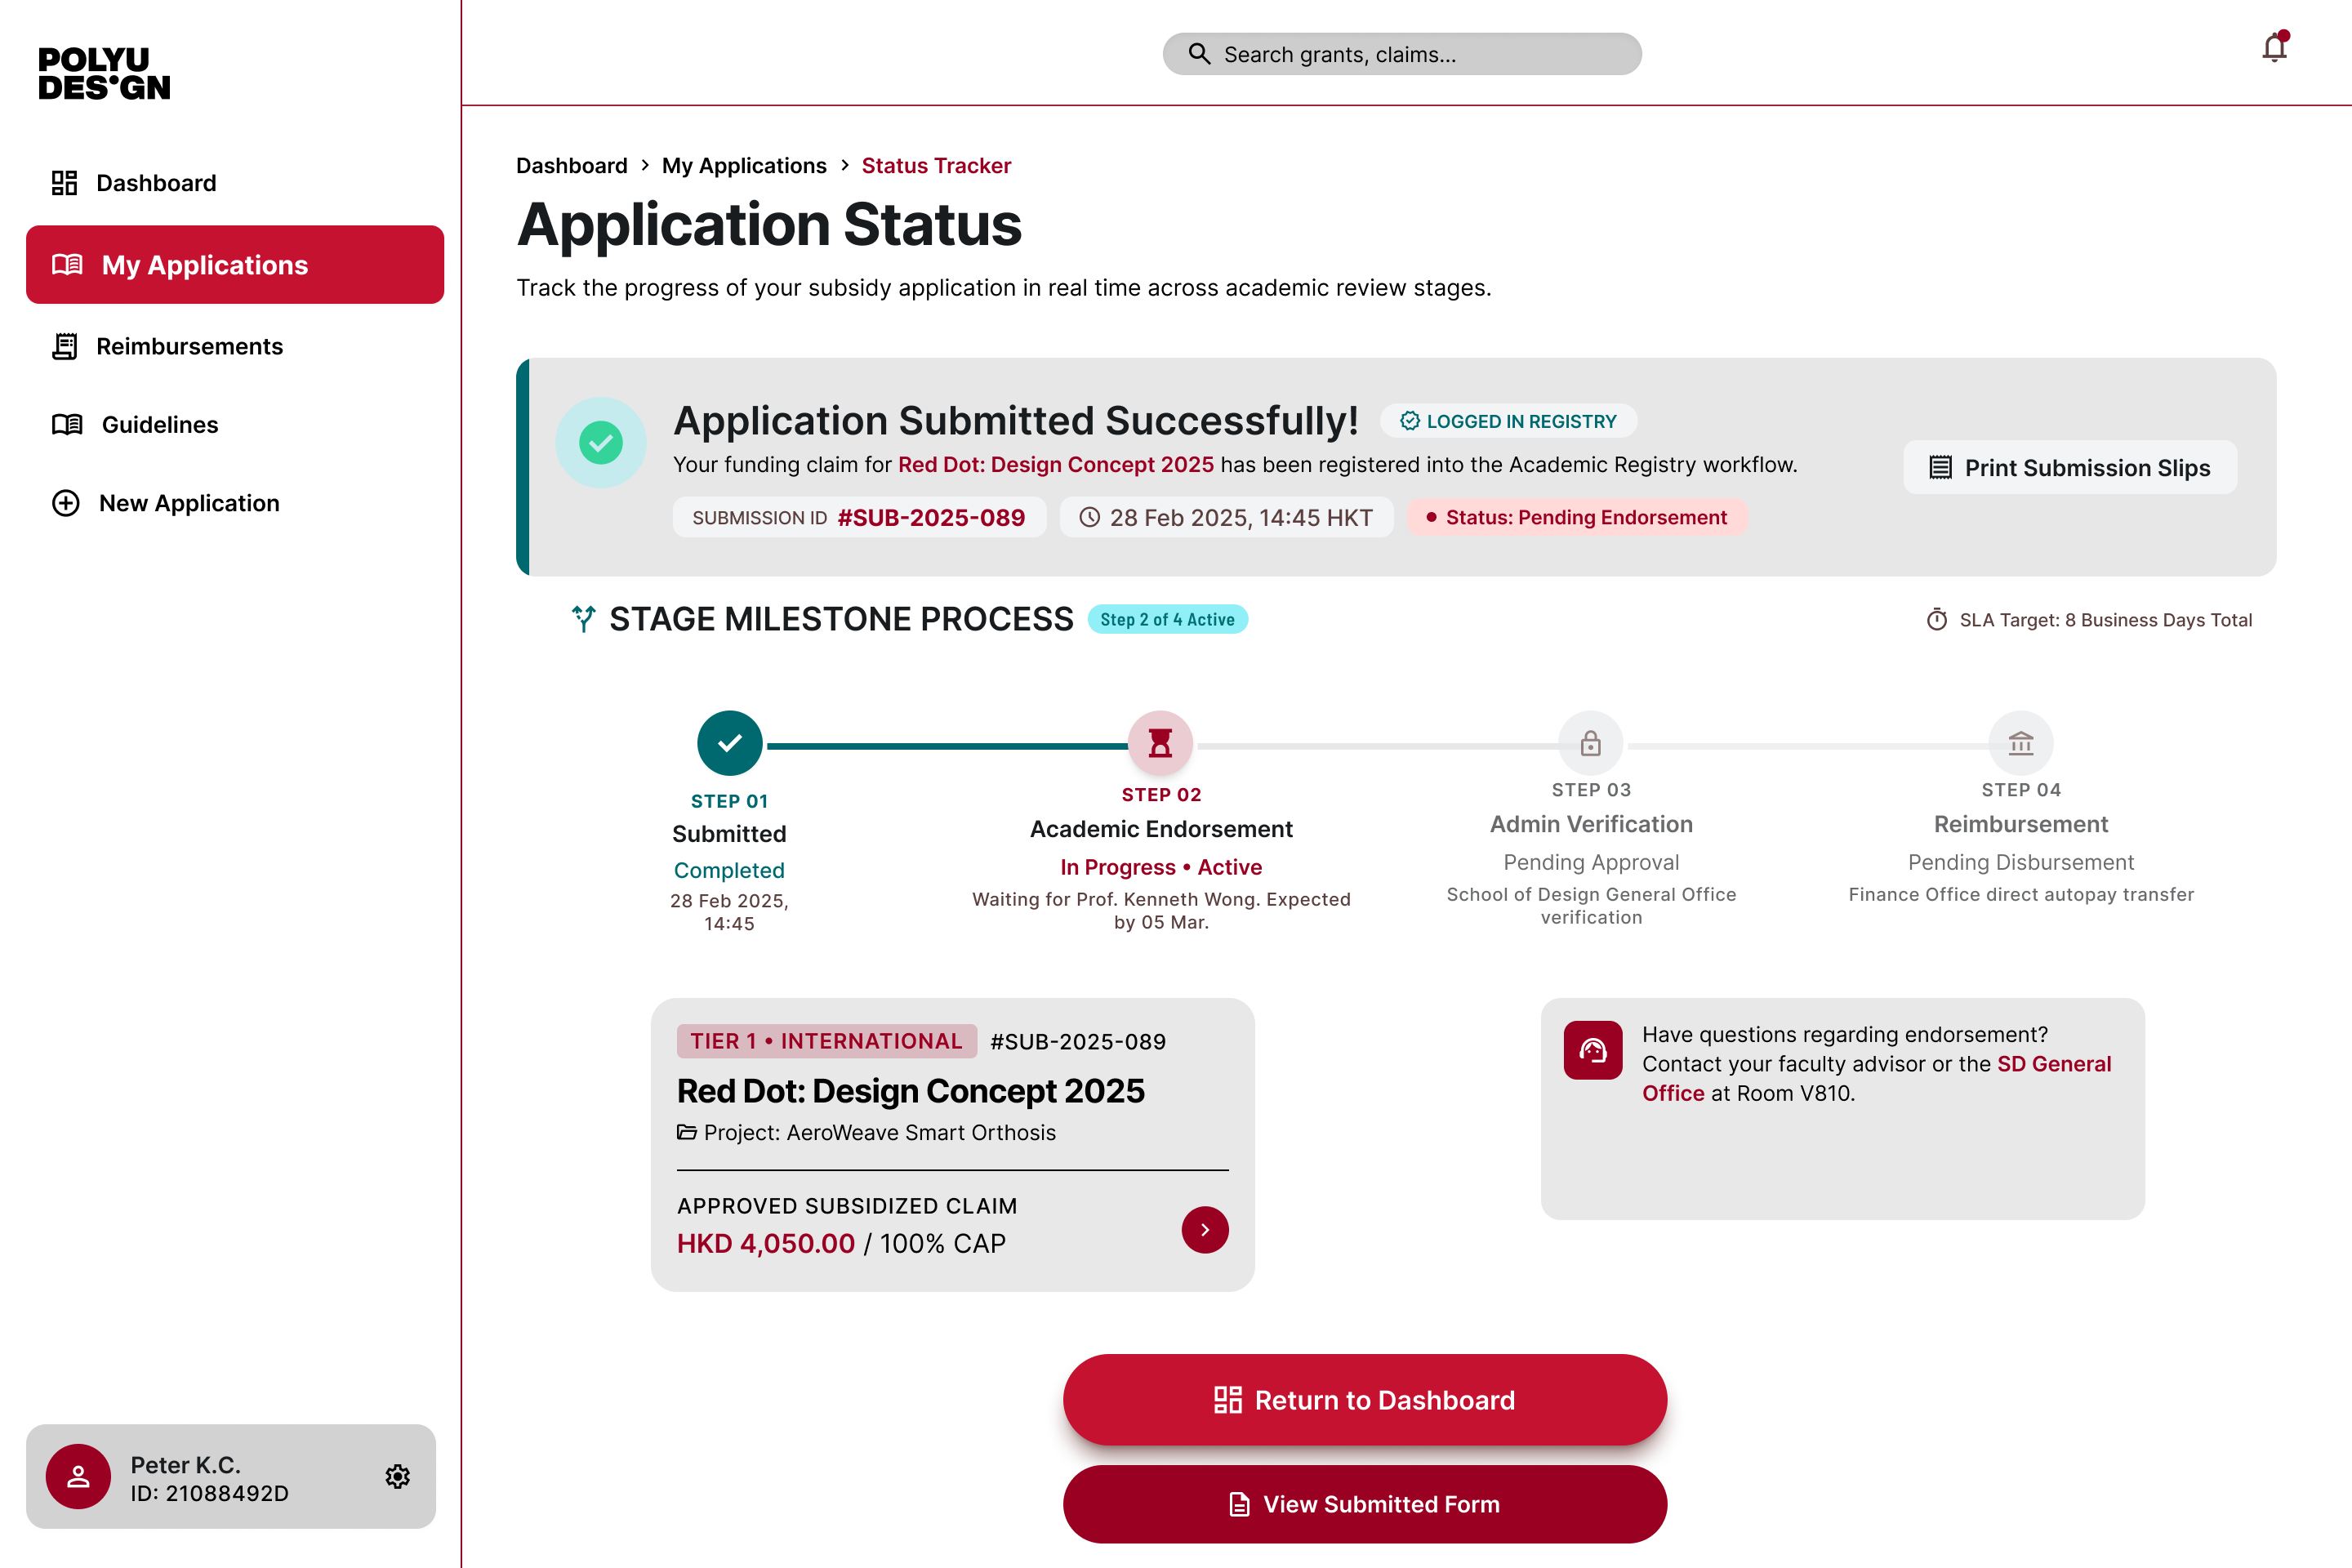 POLYU
DES•GN
Search grants, claims...
Dashboard
My Applications
Reimbursements
Guidelines
New Application
Dashboard > My Applications > Status Tracker
Application Status
Track the progress of your subsidy application in real time across academic review stages.
Application Submitted Successfully!
LOGGED IN REGISTRY
Your funding claim for Red Dot: Design Concept 2025 has been registered into the Academic Registry workflow.
SUBMISSION ID #SUB-2025-089
28 Feb 2025, 14:45 HKT
• Status: Pending Endorsement
Print Submission Slips
STAGE MILESTONE PROCESS
Step 2 of 4 Active
SLA Target: 8 Business Days Total
STEP 01
Submitted
Completed
28 Feb 2025,
14:45
STEP 02
Academic Endorsement
In Progress • Active
Waiting for Prof. Kenneth Wong. Expected
by 05 Mar.
STEP 03
Admin Verification
Pending Approval
School of Design General Office
verification
STEP 04
Reimbursement
Pending Disbursement
Finance Office direct autopay transfer
TIER 1 • INTERNATIONAL
#SUB-2025-089
Red Dot: Design Concept 2025
Project: AeroWeave Smart Orthosis
APPROVED SUBSIDIZED CLAIM
HKD 4,050.00 / 100% CAP
Have questions regarding endorsement?
Contact your faculty advisor or the SD General
Office at Room V810.
Return to Dashboard
View Submitted Form
Peter K.C.
ID: 21088492D